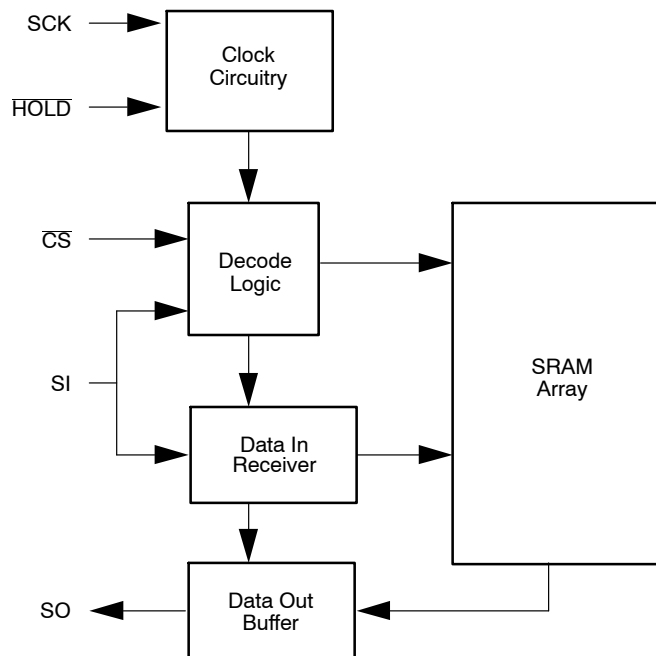 SCK
Clock
Circuitry
HOLD
CS
Decode
Logic
SI
SRAM
Array
Data In
Receiver
SO
Data Out
Buffer